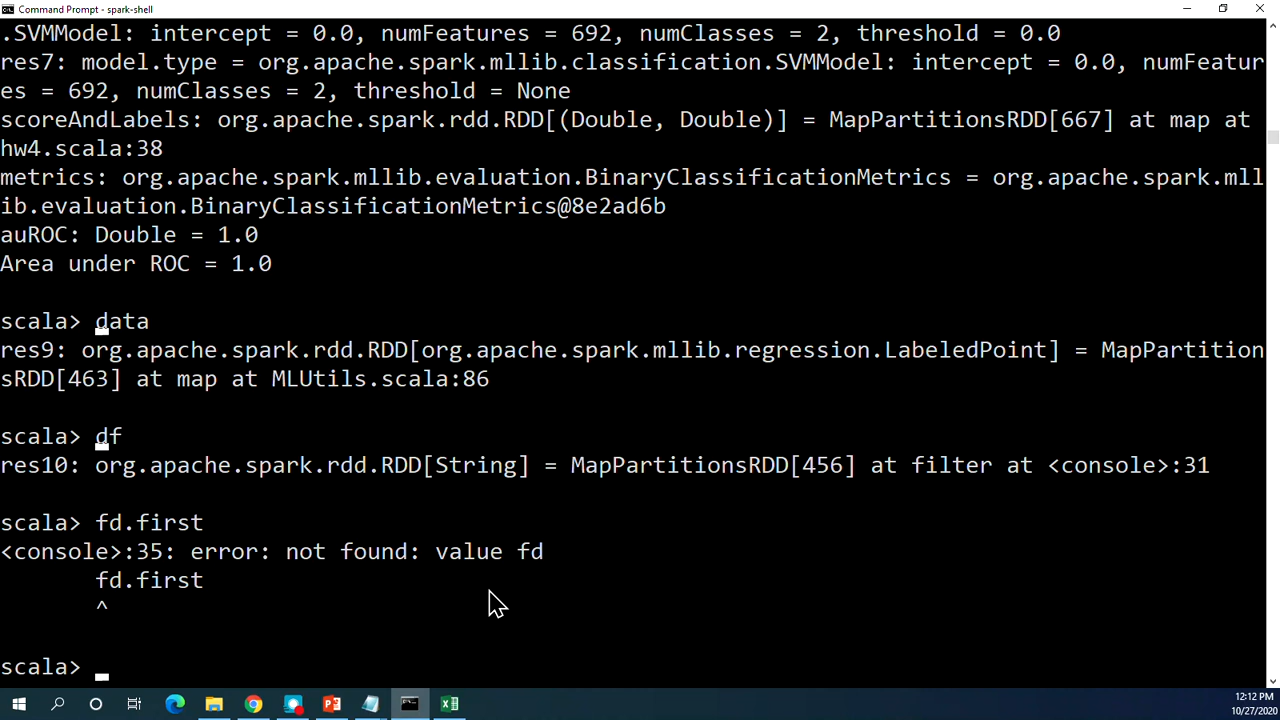 Command Prompt - spark-shell
.SVMModel: intercept = 0.0, numFeatures = 692, numClasses = 2, threshold = 0.0
res7: model.type = org.apache.spark.mllib.classification.SVMModel: intercept = 0.0, numFeatur
es = 692, numClasses = 2, threshold = None
scoreAndLabels: org.apache.spark.rdd.RDD[(Double, Double)] = MapPartitionsRDD[667] at map at
hw4.scala:38
metrics: org.apache.spark.mllib.evaluation.BinaryClassificationMetrics = org.apache.spark.mll
ib.evaluation.BinaryClassificationMetrics@8e2ad6b
auROC: Double = 1.0
Area under ROC = 1.0
scala> data
res9: org.apache.spark.rdd.RDD[org.apache.spark.mllib.regression.LabeledPoint] = MapPartition
sRDD[463] at map at MLUtils.scala:86
scala> df
res10: org.apache.spark.rdd.RDD[String] = MapPartitionsRDD[456] at filter at <console>:31
scala> fd.first
<console>:35: error: not found: value fd
fd.first
^
scala>
12:12 PM
10/27/2020